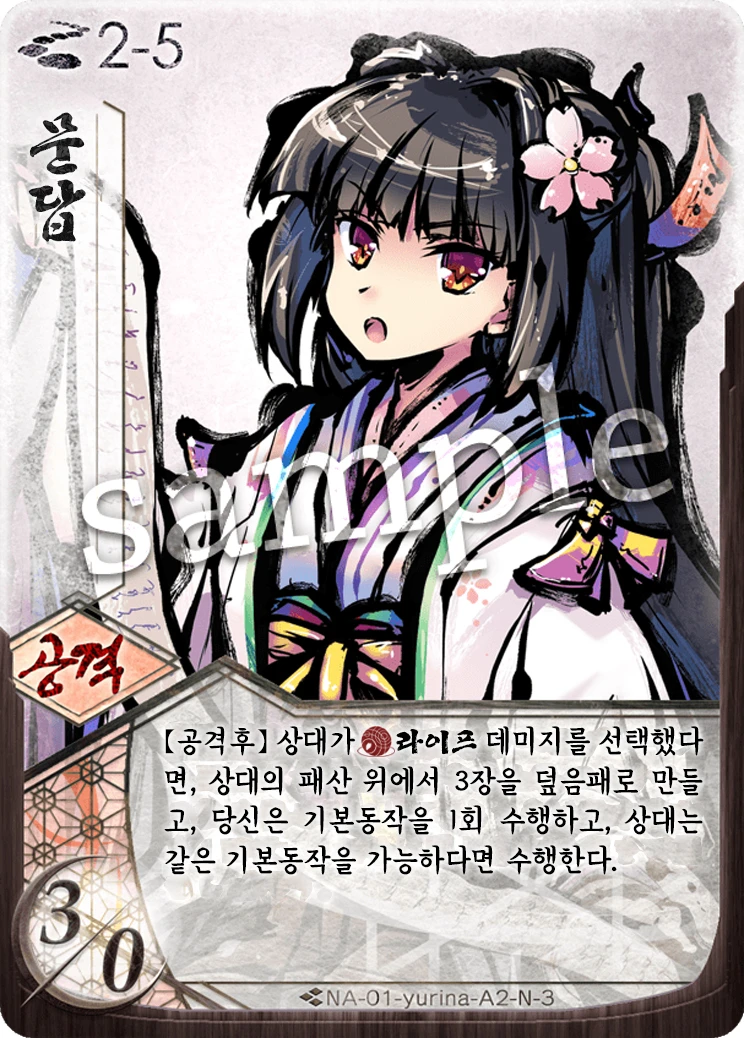 2-5
문답
sample
공격
【공격후】 상대가 라이프 데미지를 선택했다
면, 상대의 패산 위에서 3장을 덮음패로 만들
고, 당신은 기본동작을 1회 수행하고, 상대는
같은 기본동작을 가능하다면 수행한다.
3/0
NA-01-yurina-A2-N-3